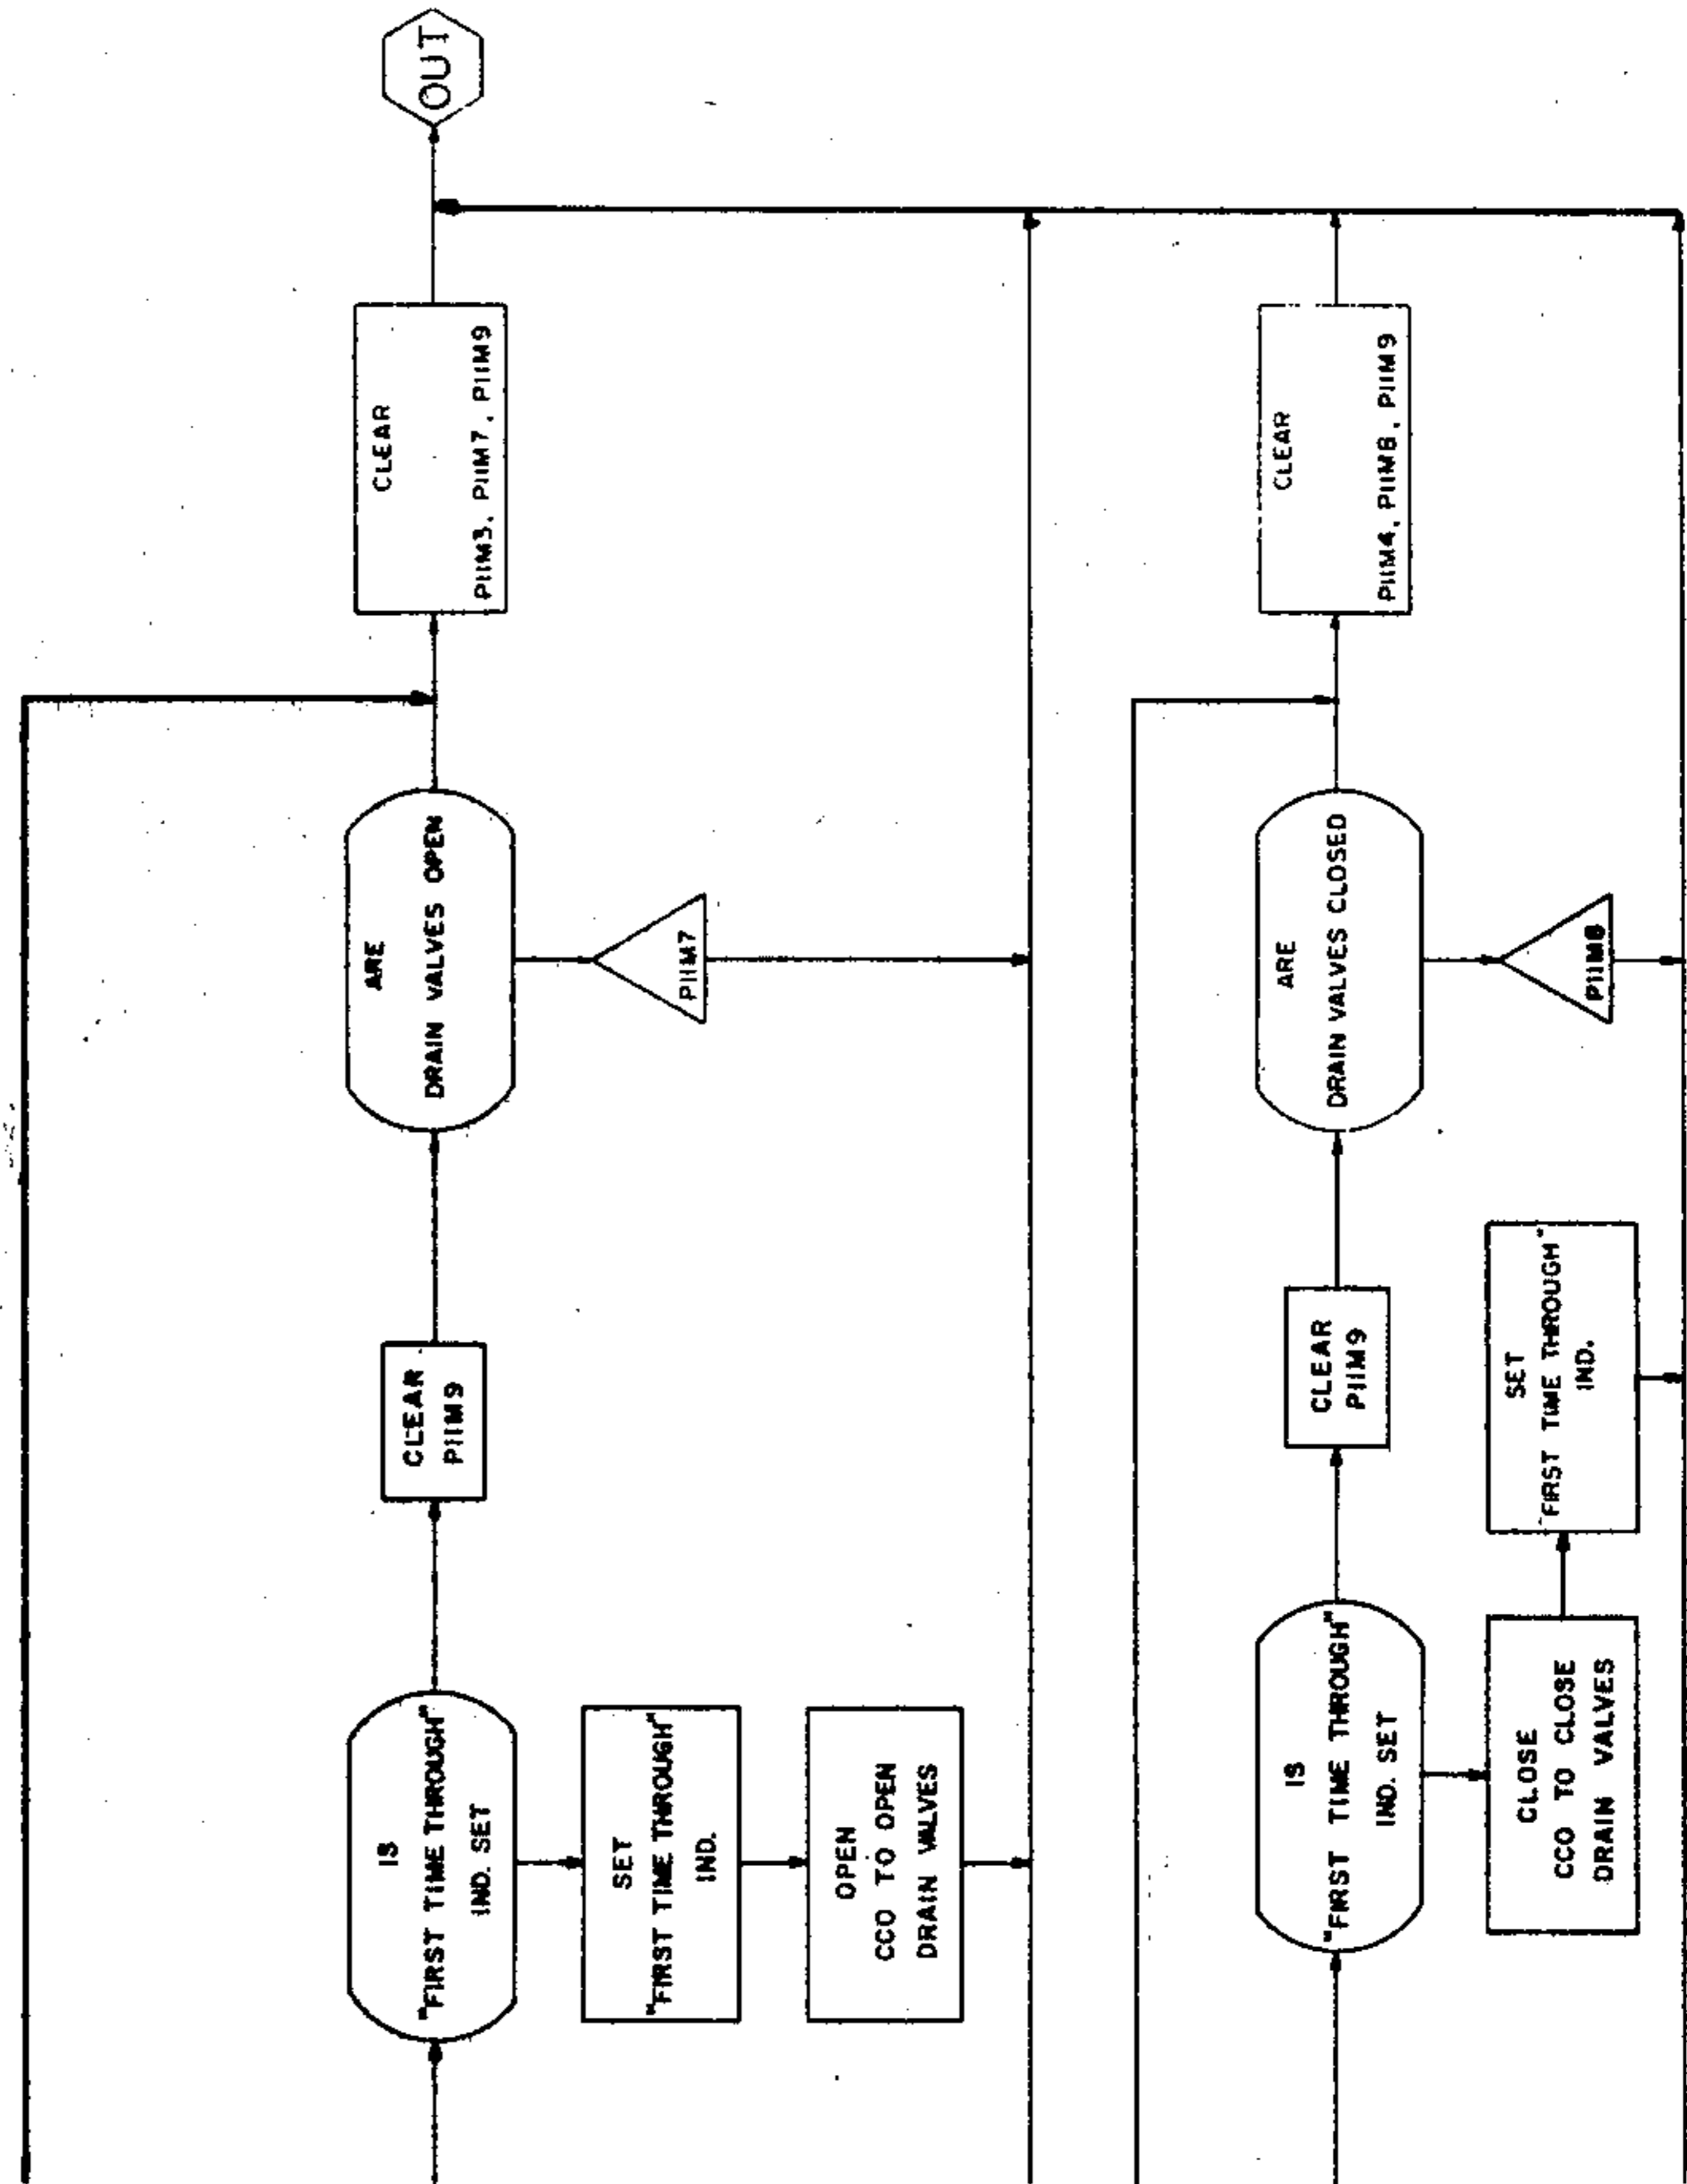 IS
"FIRST TIME THROUGH"
IND. SET
SET
"FIRST TIME THROUGH"
IND.
OPEN
CCO TO OPEN
DRAIN VALVES
CLEAR
P11M9
ARE
DRAIN VALVES OPEN
P11M7
CLEAR
P11M3, P11M7, P11M9
OUT
IS
"FIRST TIME THROUGH"
IND. SET
CLOSE
CCO TO CLOSE
DRAIN VALVES
SET
"FIRST TIME THROUGH"
IND.
CLEAR
P11M9
ARE
DRAIN VALVES CLOSED
P11M8
CLEAR
P11M4, P11M8, P11M9